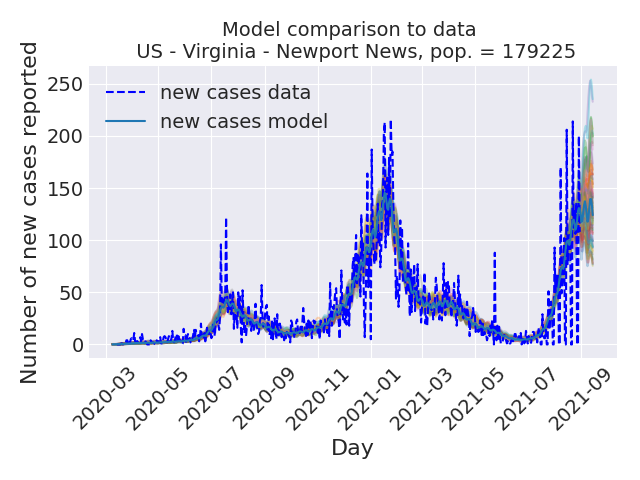 Model comparison to data
US - Virginia - Newport News, pop. = 179225
Number of new cases reported
250
200
150
100
50
0
new cases data
new cases model
2020-03
2020-05
2020-07
2020-09
2020-11
2021-01
2021-03
2021-05
2021-07
2021-09
Day